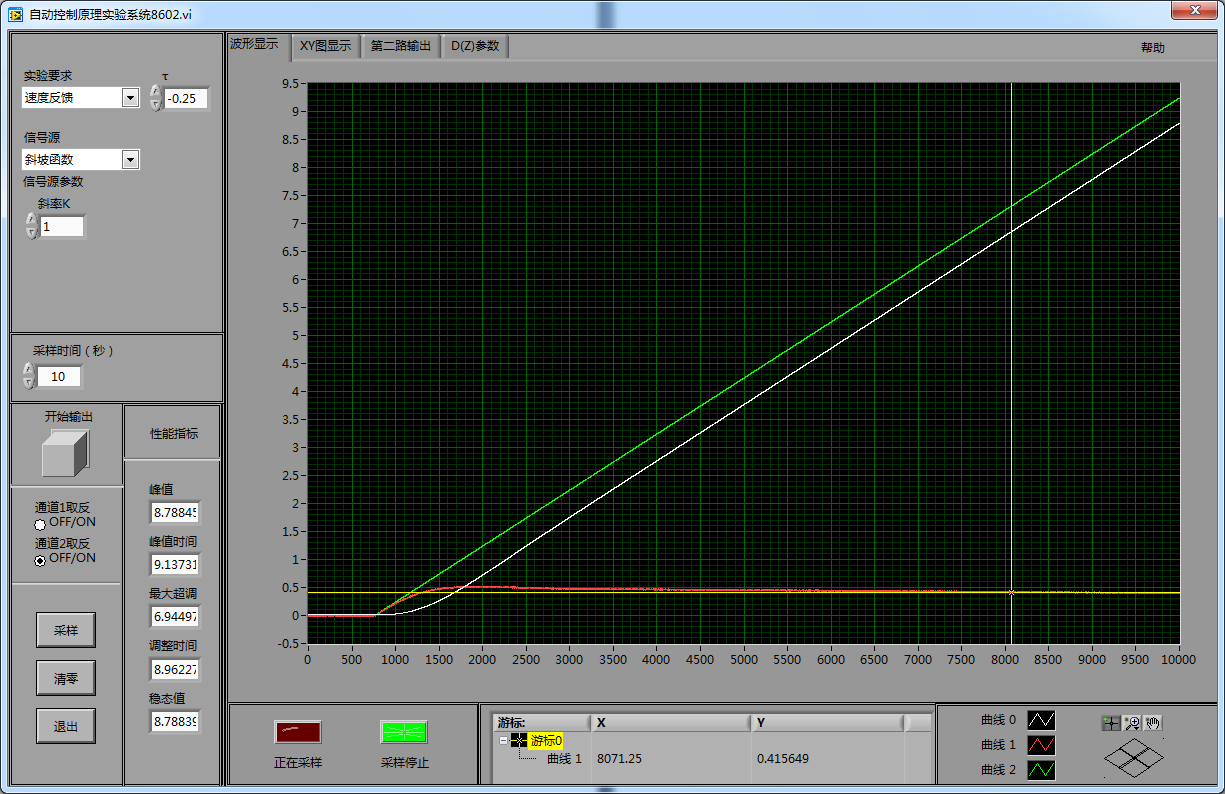 自动控制原理实验系统8602.vi
波形显示 XY图显示 第二路输出 D(Z)参数 帮助
实验要求 τ
速度反馈 -0.25
信号源
斜坡函数
信号源参数
斜率K
1
采样时间（秒）
10
开始输出
通道1取反
OFF/ON
通道2取反
OFF/ON
采样
清零
退出
性能指标
峰值
8.78845
峰值时间
9.13731
最大超调
6.94497
调整时间
8.96227
稳态值
8.78839
9.5
9
8.5
8
7.5
7
6.5
6
5.5
5
4.5
4
3.5
3
2.5
2
1.5
1
0.5
0
-0.5
0 500 1000 1500 2000 2500 3000 3500 4000 4500 5000 5500 6000 6500 7000 7500 8000 8500 9000 9500 10000
正在采样 采样停止
游标: X Y
游标0
曲线 1 8071.25 0.415649
曲线 0
曲线 1
曲线 2